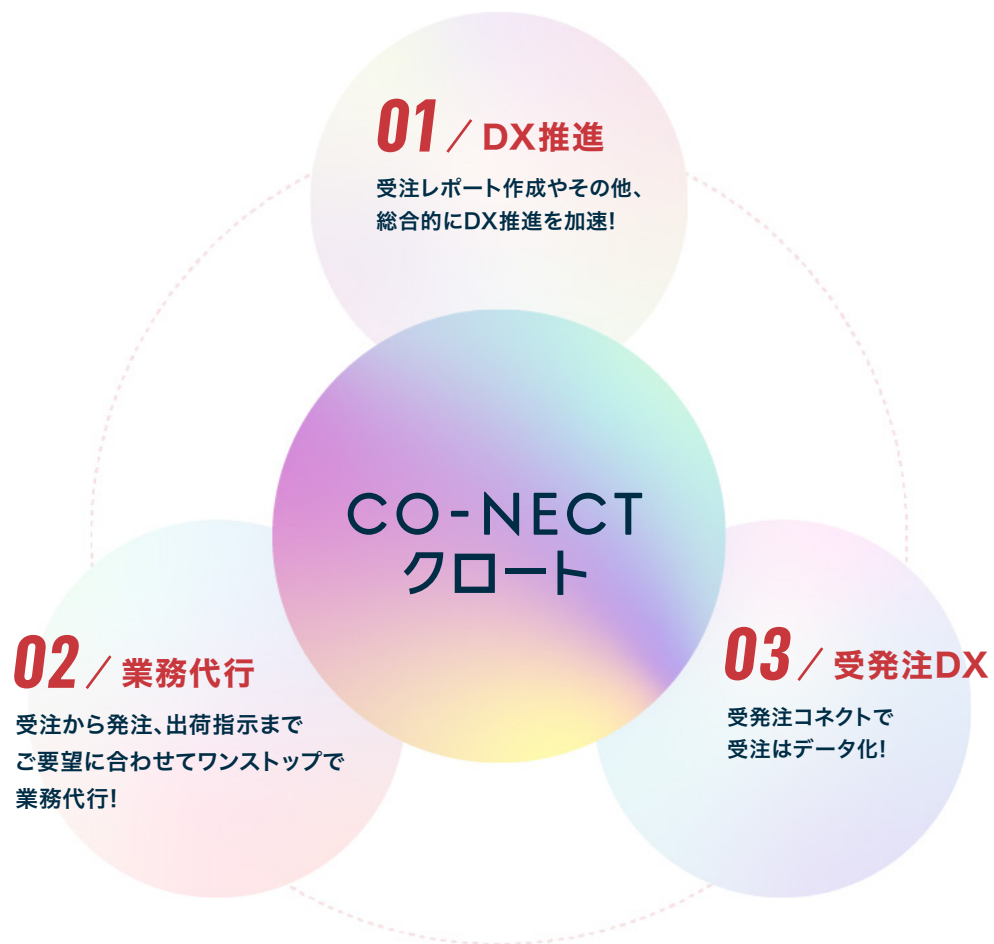 01 / DX推進
受注レポート作成やその他、
総合的にDX推進を加速!
CO-NECT
クロート
02 / 業務代行
受注から発注、出荷指示まで
ご要望に合わせてワンストップで
業務代行!
03 / 受発注DX
受発注コネクトで
受注はデータ化!